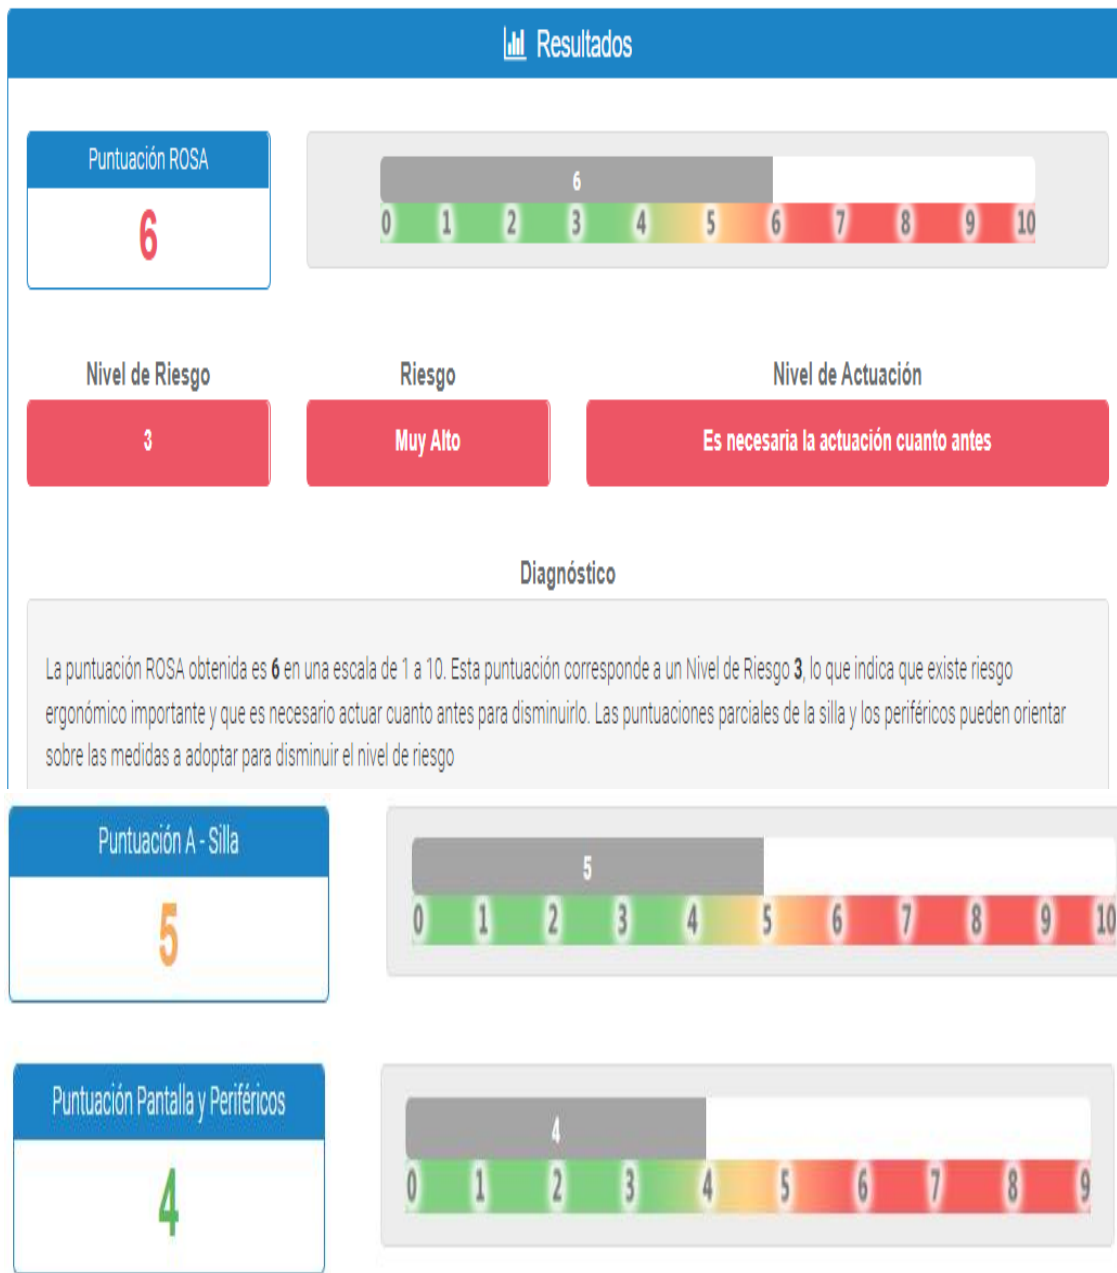 Resultados
Puntuación ROSA
6
6
0 1 2 3 4 5 6 7 8 9 10
Nivel de Riesgo
Riesgo
Nivel de Actuación
3
Muy Alto
Es necesaria la actuación cuanto antes
Diagnóstico
La puntuación ROSA obtenida es 6 en una escala de 1 a 10. Esta puntuación corresponde a un Nivel de Riesgo 3, lo que indica que existe riesgo
ergonómico importante y que es necesario actuar cuanto antes para disminuirlo. Las puntuaciones parciales de la silla y los periféricos pueden orientar
sobre las medidas a adoptar para disminuir el nivel de riesgo
Puntuación A - Silla
5
5
0 1 2 3 4 5 6 7 8 9 10
Puntuación Pantalla y Periféricos
4
4
0 1 2 3 4 5 6 7 8 9